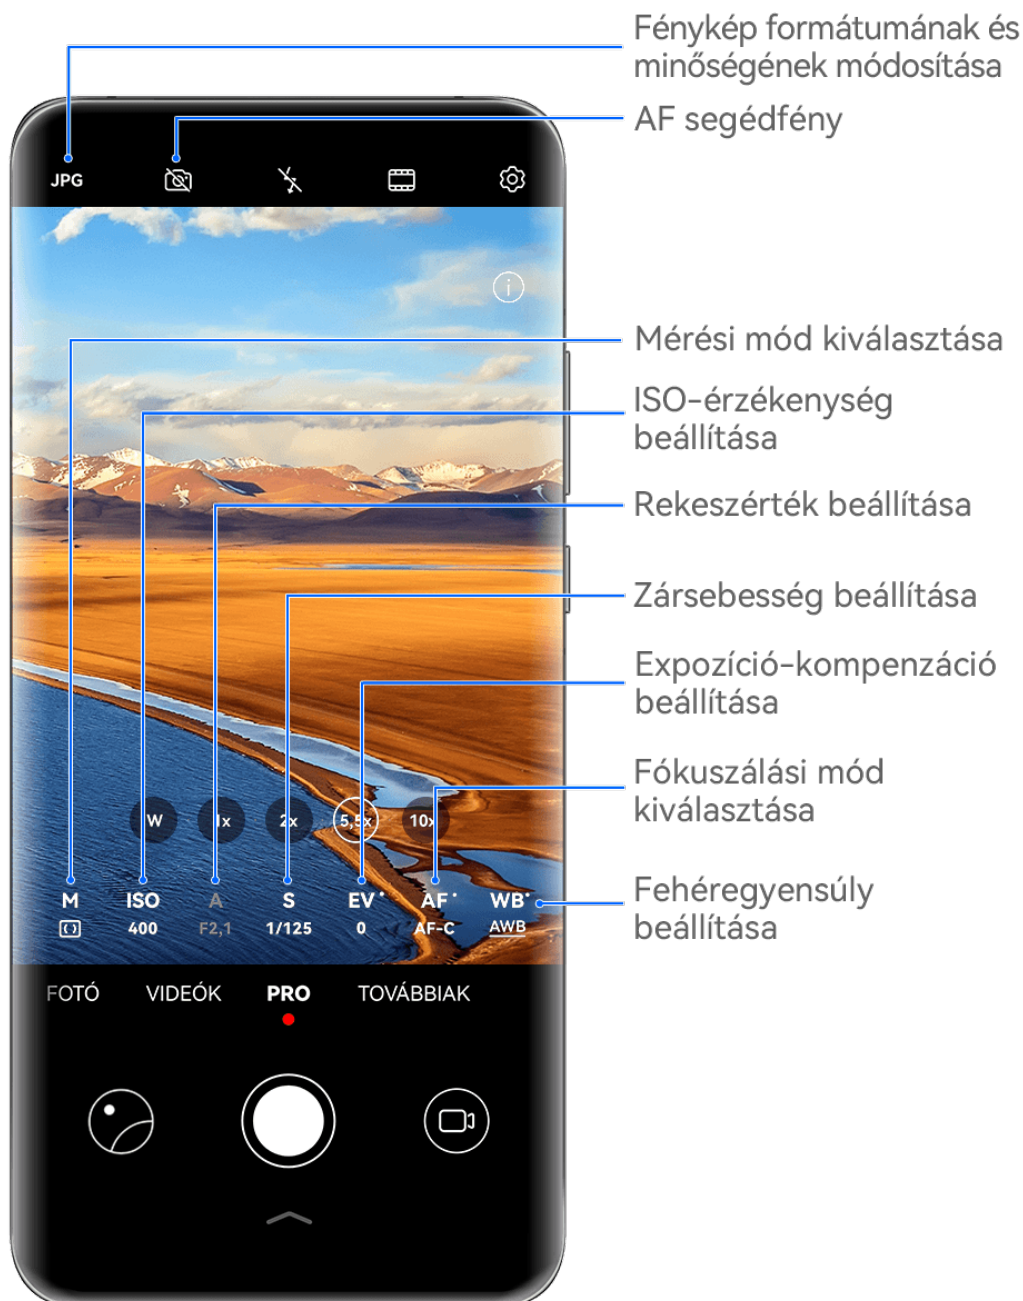 Fénykép formátumának és
minőségének módosítása
AF segédfény
JPG
Mérési mód kiválasztása
ISO-érzékenység
beállítása
Rekeszérték beállítása
Zársebesség beállítása
Expozíció-kompenzáció
beállítása
Fókuszálási mód
kiválasztása
W 1x 2x 5,5x 10x
M ISO A S EV AF WB
400 F2,1 1/125 0 AF-C AWB
Fehéregyensúly
beállítása
FOTÓ VIDEÓK PRO TOVÁBBIAK